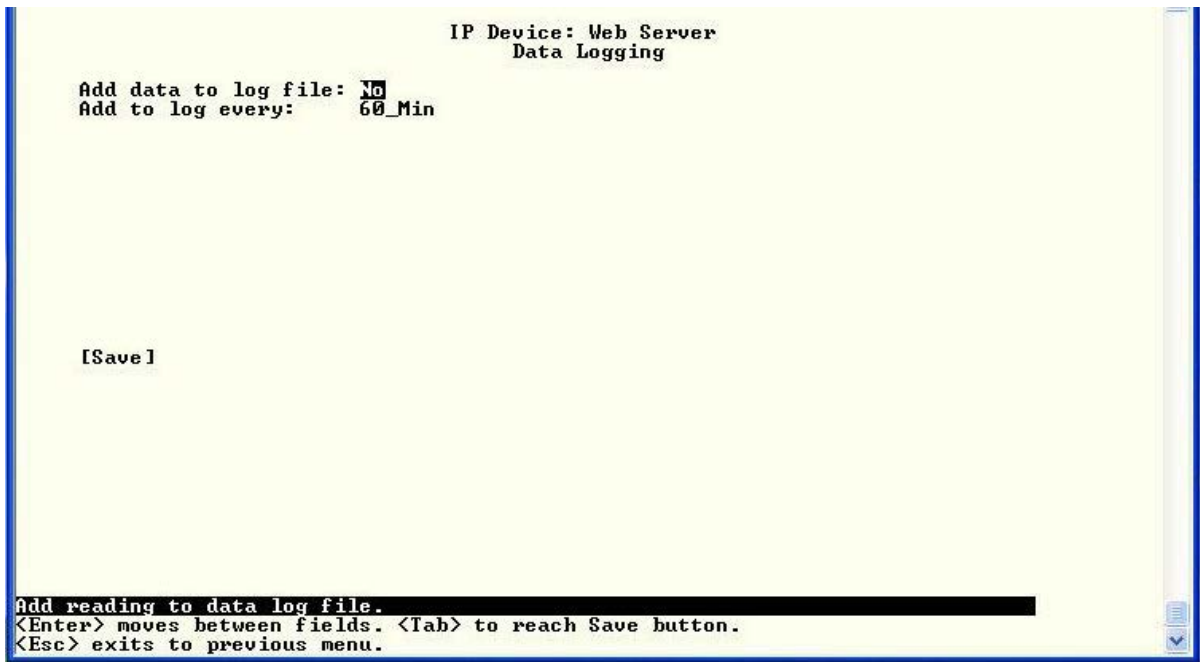 IP Device: Web Server
Data Logging
Add data to log file: No
Add to log every: 60_Min
[Save]
Add reading to data log file.
<Enter> moves between fields. <Tab> to reach Save button.
<Esc> exits to previous menu.